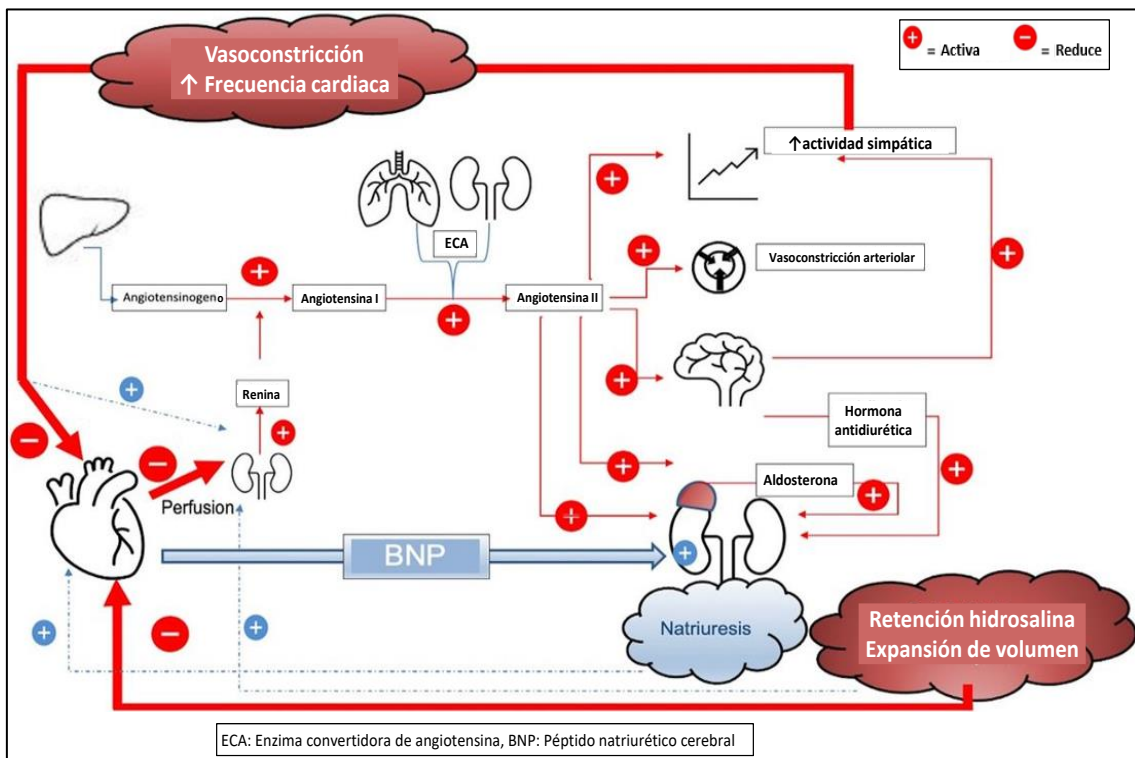 Vasoconstricción
↑ Frecuencia cardiaca
+ = Activa
− = Reduce
↑actividad simpática
+
+
ECA
+
Vasoconstricción arteriolar
+
Angiotensinogeno
Angiotensina I
Angiotensina II
+
+
+
Renina
+
Hormona
antidiurética
−
−
+
+
Aldosterona
+
Perfusion
+
+
BNP
+
Natriuresis
Retención hidrosalina
Expansión de volumen
+
−
+
ECA: Enzima convertidora de angiotensina, BNP: Péptido natriurético cerebral